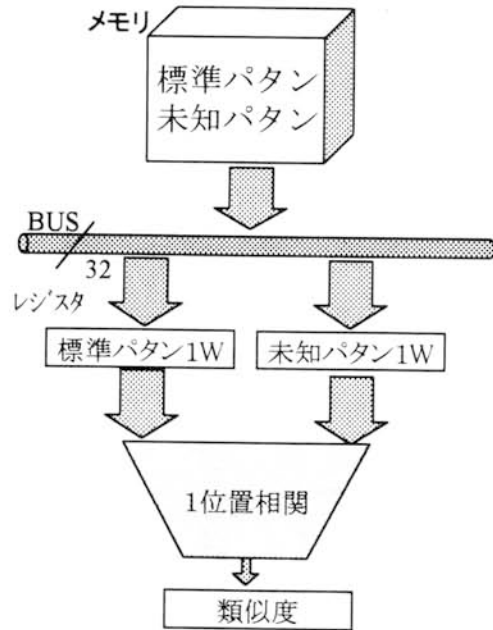 メモリ
標準パタン
未知パタン
BUS
32
レジスタ
標準パタン1W
未知パタン1W
1位置相関
類似度